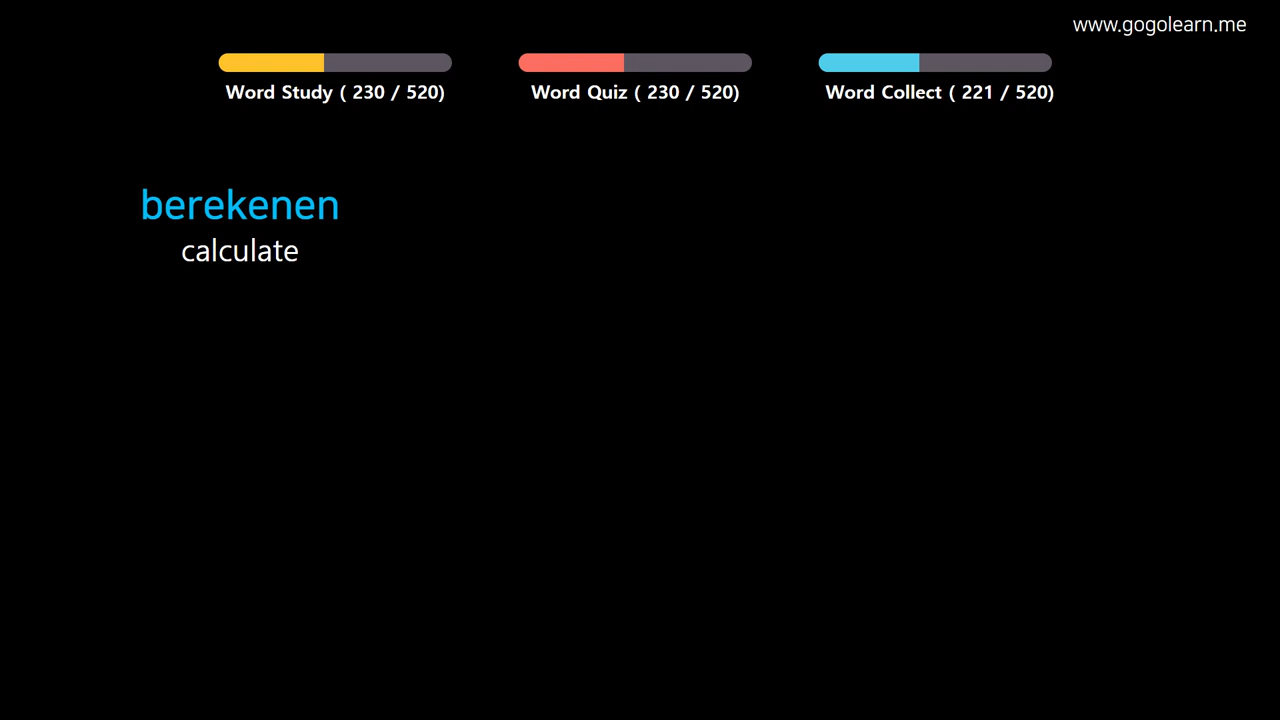 www.gogolearn.me
Word Study ( 230 / 520)
Word Quiz ( 230 / 520)
Word Collect ( 221 / 520)
berekenen
calculate